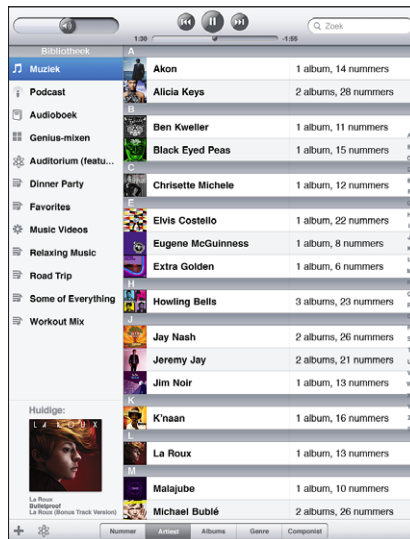 1:30
-1:55
Zoek
Bibliotheek
Muziek
Podcast
Audioboek
Genius-mixen
Auditorium (featu...
Dinner Party
Favorites
Music Videos
Relaxing Music
Road Trip
Some of Everything
Workout Mix
A
Akon 1 album, 14 nummers
Alicia Keys 2 albums, 28 nummers
B
Ben Kweller 1 album, 11 nummers
Black Eyed Peas 1 album, 15 nummers
C
Chrisette Michele 1 album, 12 nummers
E
Elvis Costello 1 album, 22 nummers
Eugene McGuinness 1 album, 8 nummers
Extra Golden 1 album, 6 nummers
H
Howling Bells 3 albums, 23 nummers
J
Jay Nash 2 albums, 26 nummers
Jeremy Jay 2 albums, 21 nummers
Jim Noir 1 album, 13 nummers
K
K'naan 1 album, 16 nummers
L
La Roux 1 album, 13 nummers
M
Malajube 1 album, 10 nummers
Michael Bublé 2 albums, 26 nummers
Huidige:
LA ROUX
La Roux
Bulletproof
La Roux (Bonus Track Version)
Nummer Artiest Albums Genre Componist